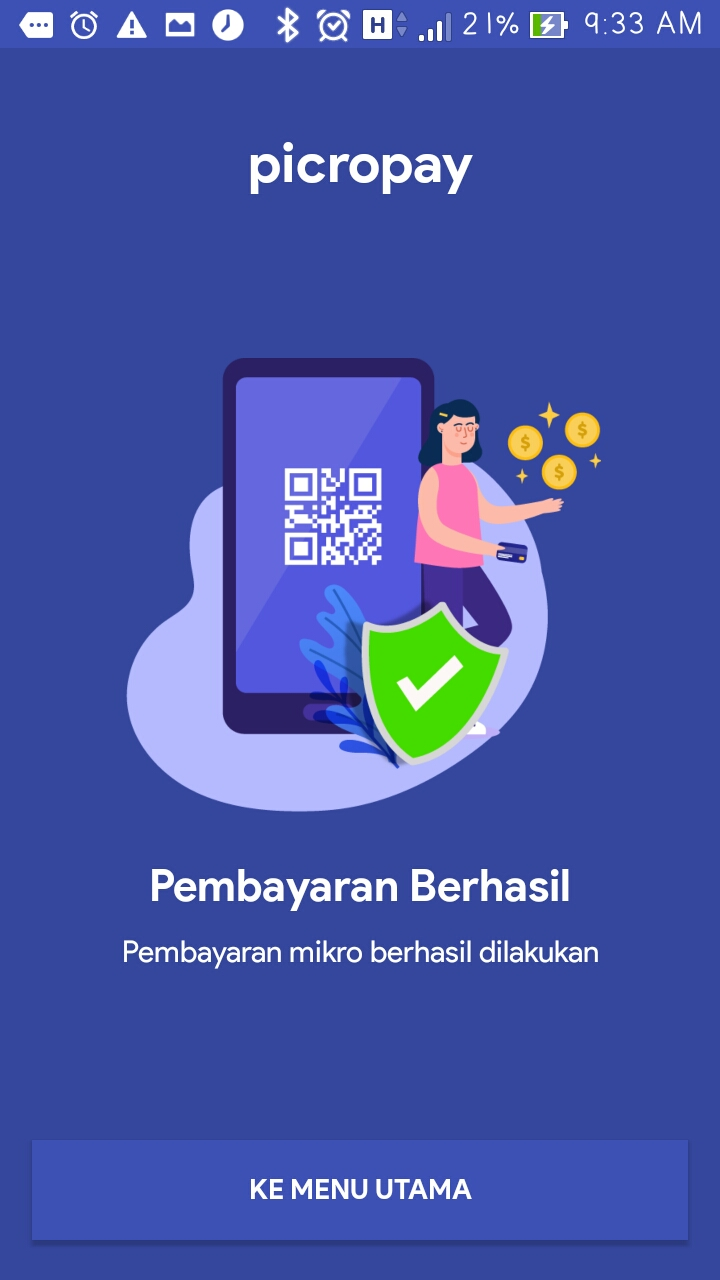 21% 9:33 AM
picropay
Pembayaran Berhasil
Pembayaran mikro berhasil dilakukan
KE MENU UTAMA